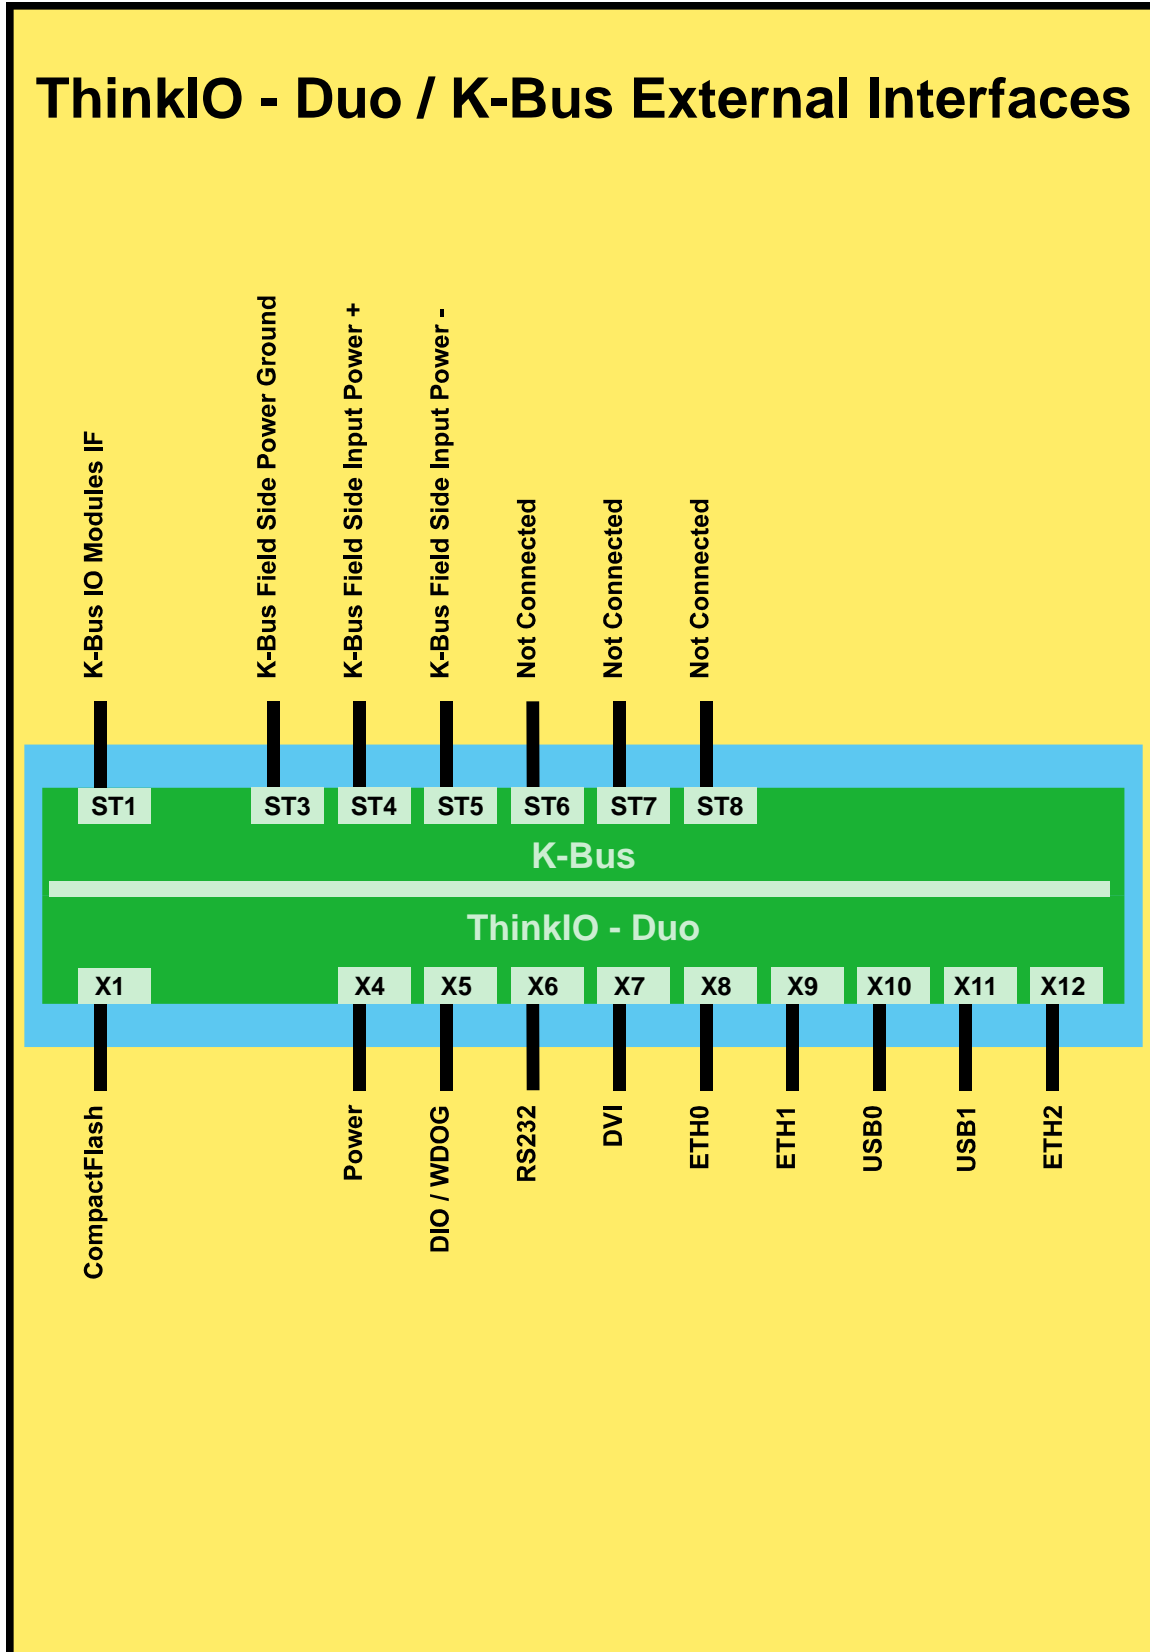 ThinkIO - Duo / K-Bus External Interfaces
K-Bus IO Modules IF
K-Bus Field Side Power Ground
K-Bus Field Side Input Power +
K-Bus Field Side Input Power -
Not Connected
Not Connected
Not Connected
ST1
ST3
ST4
ST5
ST6
ST7
ST8
K-Bus
ThinkIO - Duo
X1
X4
X5
X6
X7
X8
X9
X10
X11
X12
CompactFlash
Power
DIO / WDOG
RS232
DVI
ETH0
ETH1
USB0
USB1
ETH2